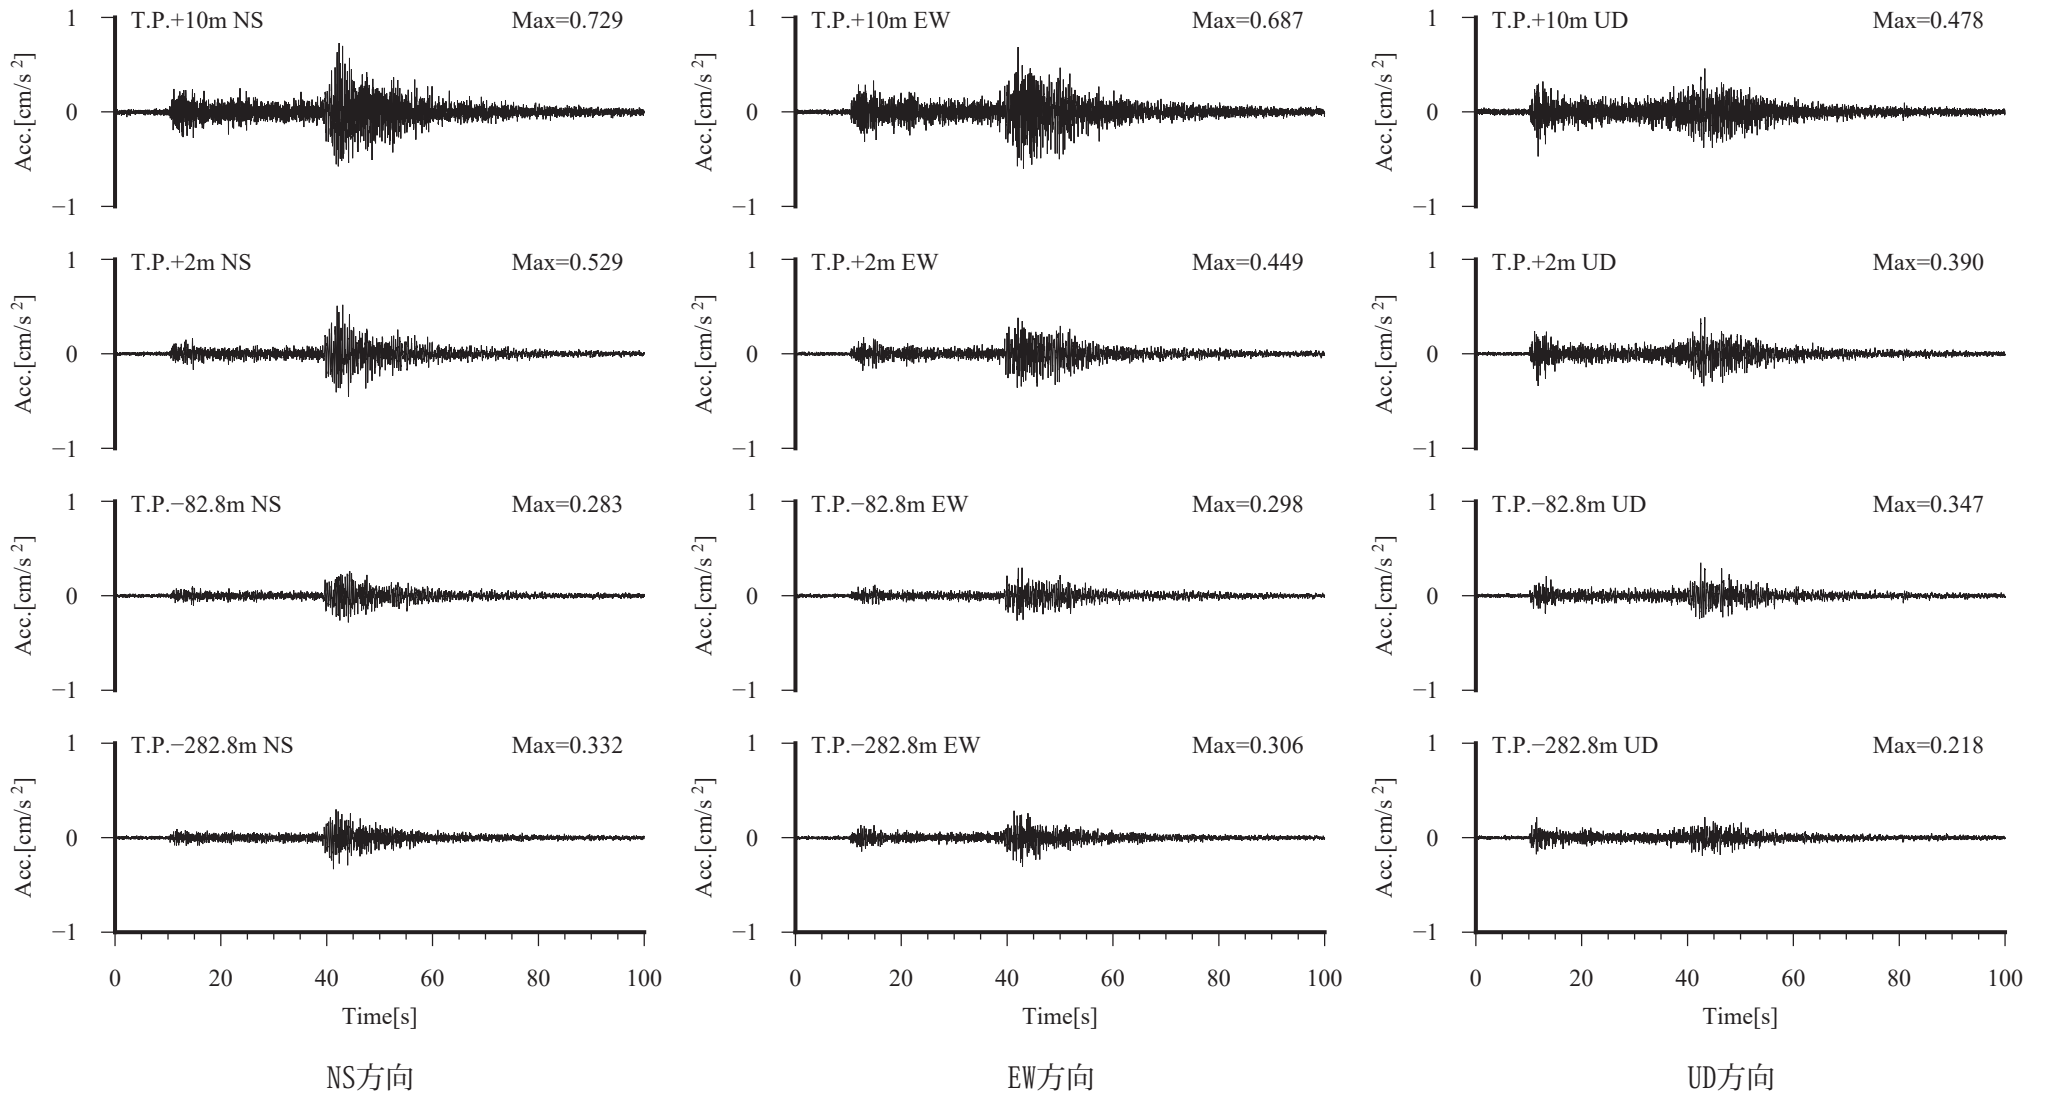 T.P.+10m NS Max=0.729
1
0
−1
Acc.[cm/s²]
T.P.+2m NS Max=0.529
1
0
−1
Acc.[cm/s²]
T.P.−82.8m NS Max=0.283
1
0
−1
Acc.[cm/s²]
T.P.−282.8m NS Max=0.332
1
0
−1
Acc.[cm/s²]
0 20 40 60 80 100
Time[s]
NS方向
T.P.+10m EW Max=0.687
1
0
−1
Acc.[cm/s²]
T.P.+2m EW Max=0.449
1
0
−1
Acc.[cm/s²]
T.P.−82.8m EW Max=0.298
1
0
−1
Acc.[cm/s²]
T.P.−282.8m EW Max=0.306
1
0
−1
Acc.[cm/s²]
0 20 40 60 80 100
Time[s]
EW方向
T.P.+10m UD Max=0.478
1
0
−1
Acc.[cm/s²]
T.P.+2m UD Max=0.390
1
0
−1
Acc.[cm/s²]
T.P.−82.8m UD Max=0.347
1
0
−1
Acc.[cm/s²]
T.P.−282.8m UD Max=0.218
1
0
−1
Acc.[cm/s²]
0 20 40 60 80 100
Time[s]
UD方向